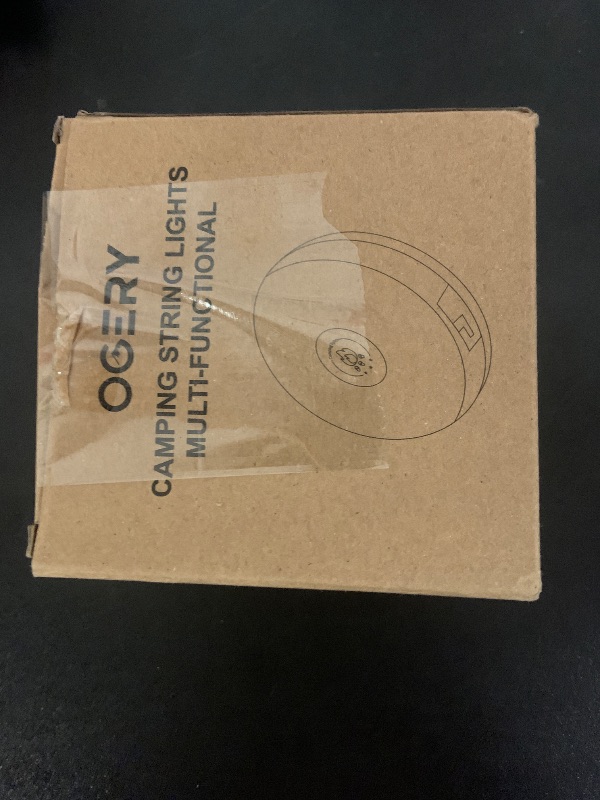 OGERY
CAMPING STRING LIGHTS
MULTI-FUNCTIONAL